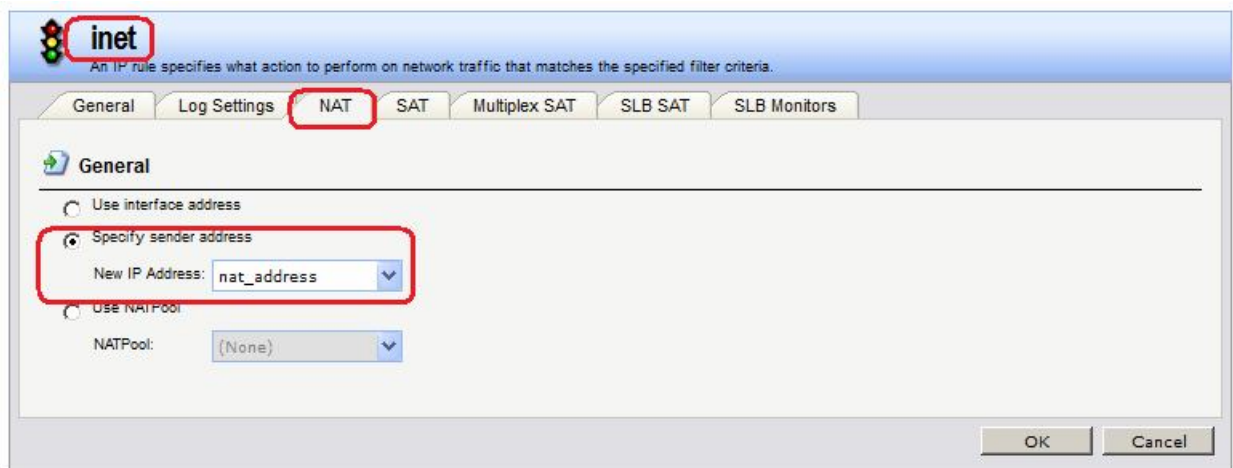 inet
An IP rule specifies what action to perform on network traffic that matches the specified filter criteria.
General Log Settings NAT SAT Multiplex SAT SLB SAT SLB Monitors
General
Use interface address
Specify sender address
New IP Address: nat_address
Use NATPool
NATPool: (None)
OK Cancel